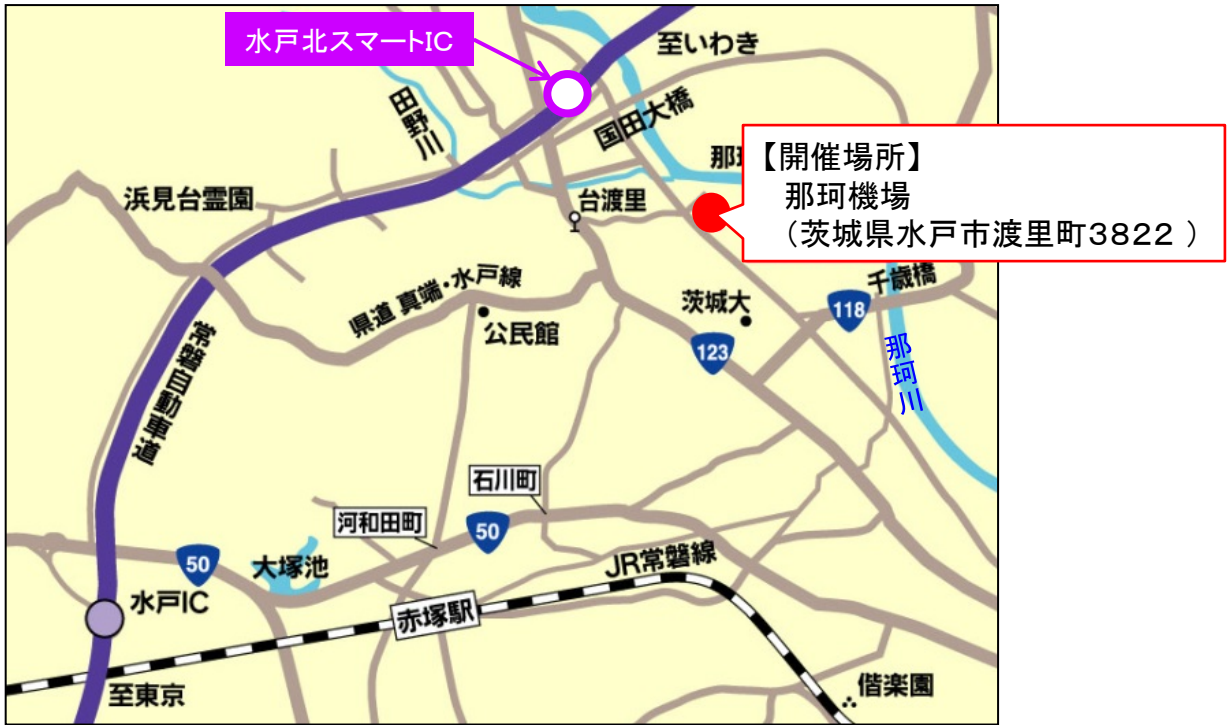 水戸北スマートIC
至いわき
田野川
国田大橋
那珂
【開催場所】
那珂機場
（茨城県水戸市渡里町3822 ）
浜見台霊園
台渡里
千歳橋
118
県道 真端・水戸線
茨城大
公民館
123
那珂川
常磐自動車道
石川町
河和田町
50
50
大塚池
JR常磐線
水戸IC
赤塚駅
至東京
偕楽園